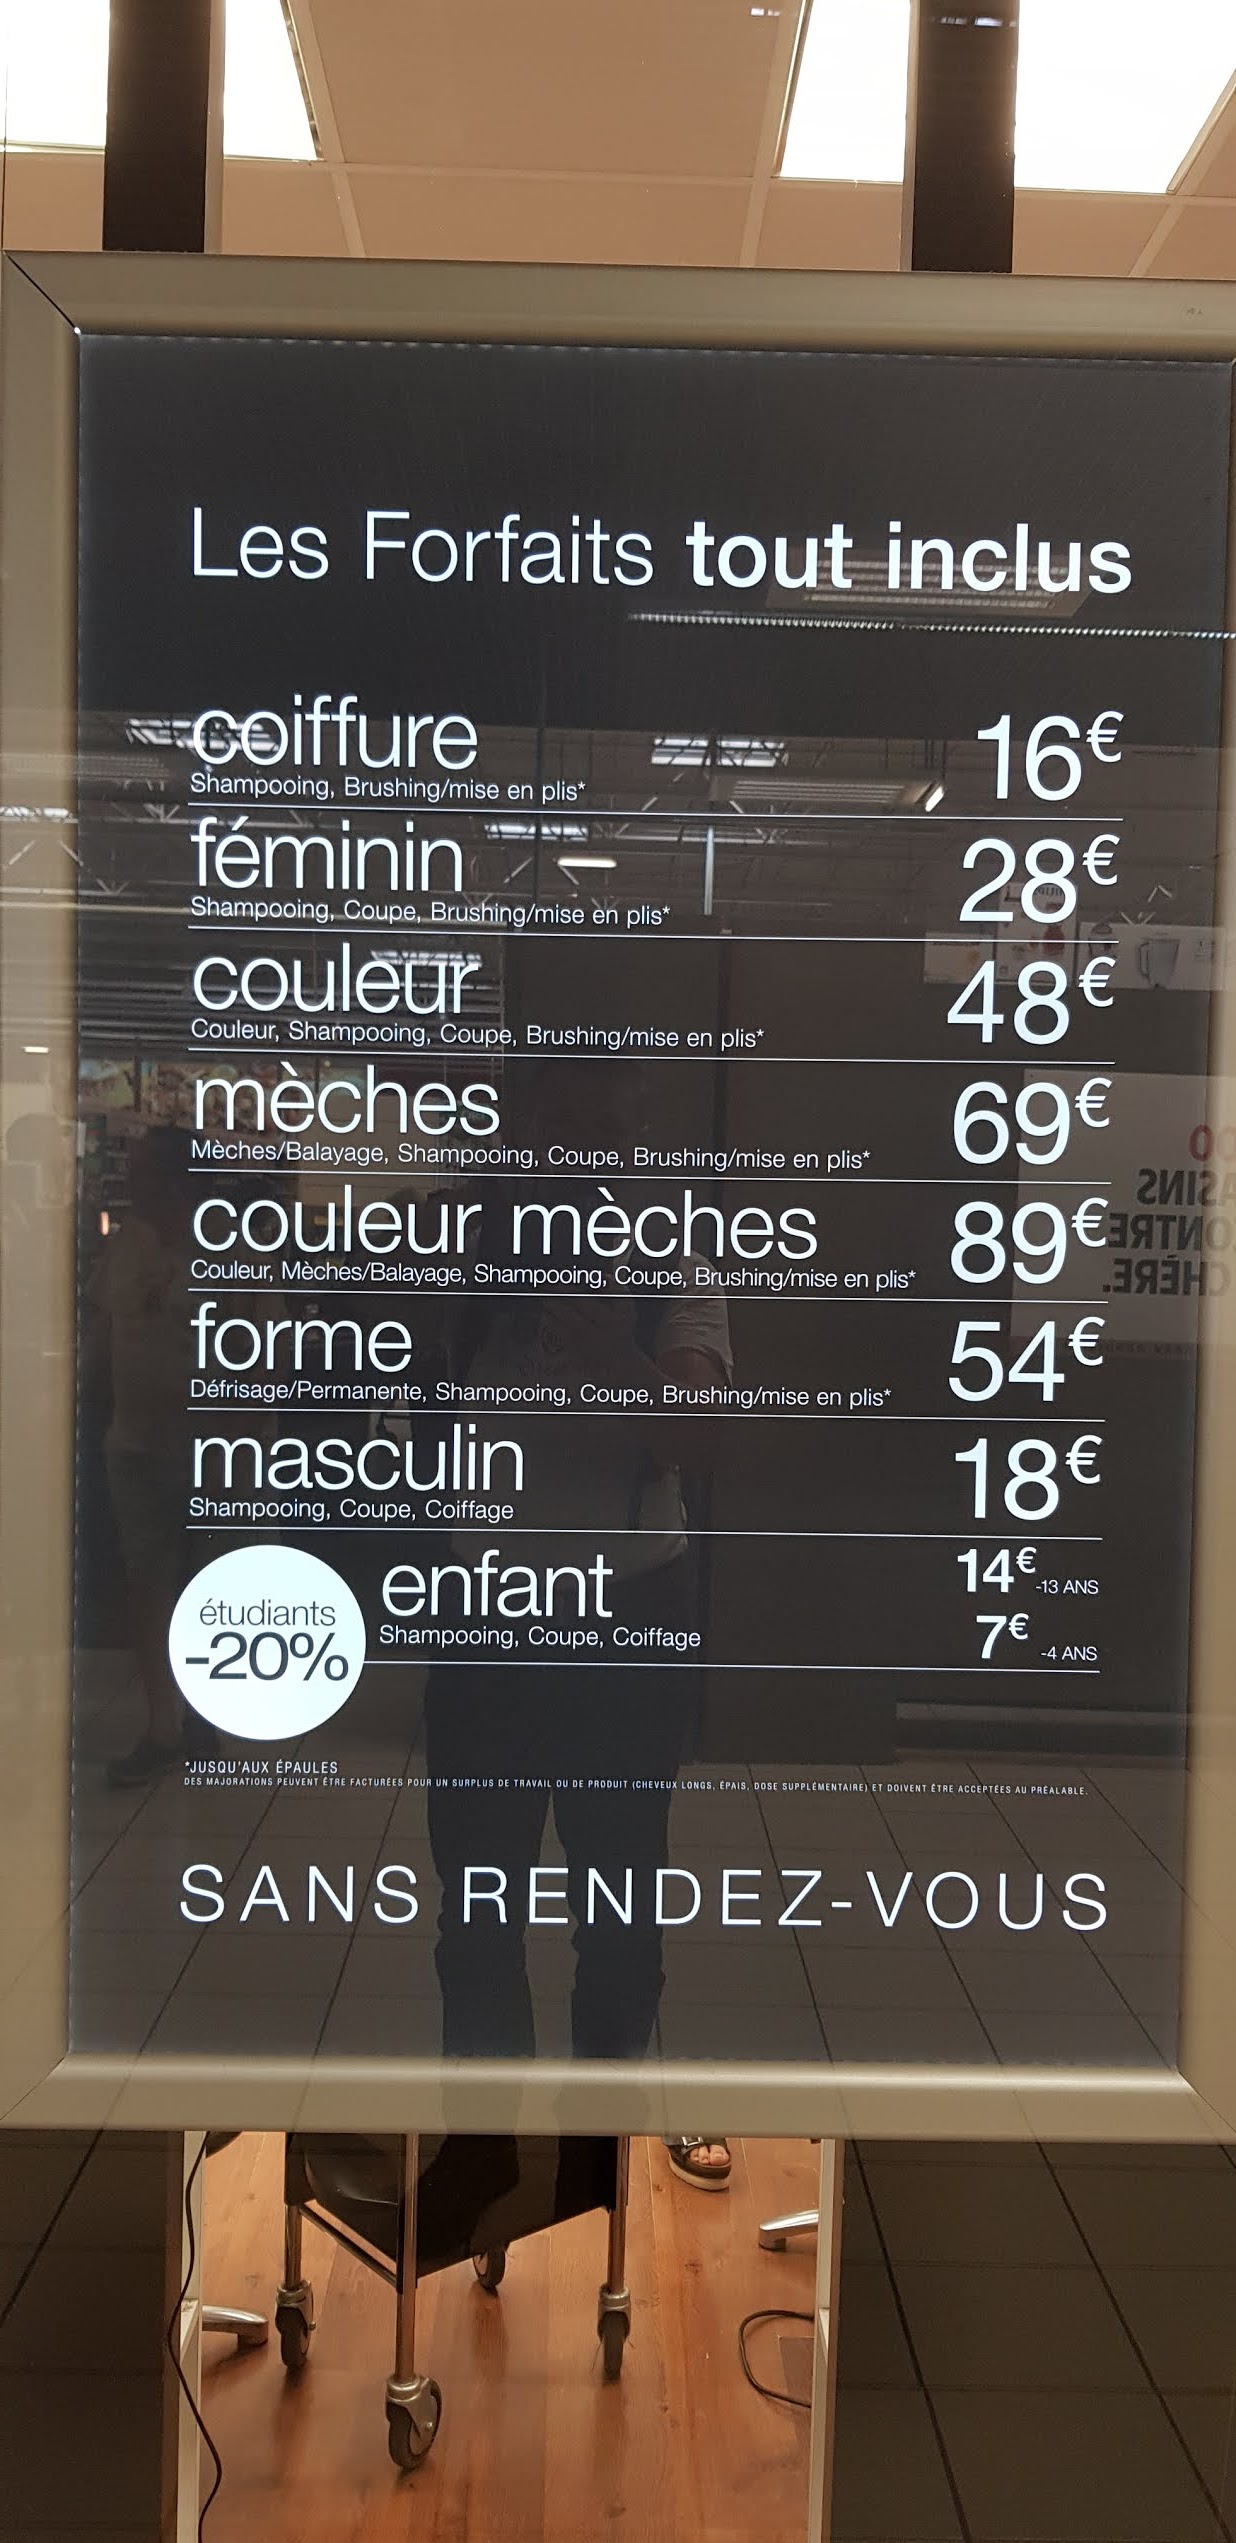 Les Forfaits tout inclus
coiffure 16€
Shampooing, Brushing/mise en plis*
féminin 28€
Shampooing, Coupe, Brushing/mise en plis*
couleur 48€
Couleur, Shampooing, Coupe, Brushing/mise en plis*
mèches 69€
Mèches/Balayage, Shampooing, Coupe, Brushing/mise en plis*
couleur mèches 89€
Couleur, Mèches/Balayage, Shampooing, Coupe, Brushing/mise en plis*
forme 54€
Défrisage/Permanente, Shampooing, Coupe, Brushing/mise en plis*
masculin 18€
Shampooing, Coupe, Coiffage
étudiants
-20%
enfant 14€ -13 ANS
Shampooing, Coupe, Coiffage 7€ -4 ANS
*JUSQU'AUX ÉPAULES
DES MAJORATIONS PEUVENT ÊTRE FACTURÉES POUR UN SURPLUS DE TRAVAIL OU DE PRODUIT (CHEVEUX LONGS, ÉPAIS, DOSE SUPPLÉMENTAIRE) ET DOIVENT ÊTRE ACCEPTÉES AU PRÉALABLE.
SANS RENDEZ-VOUS